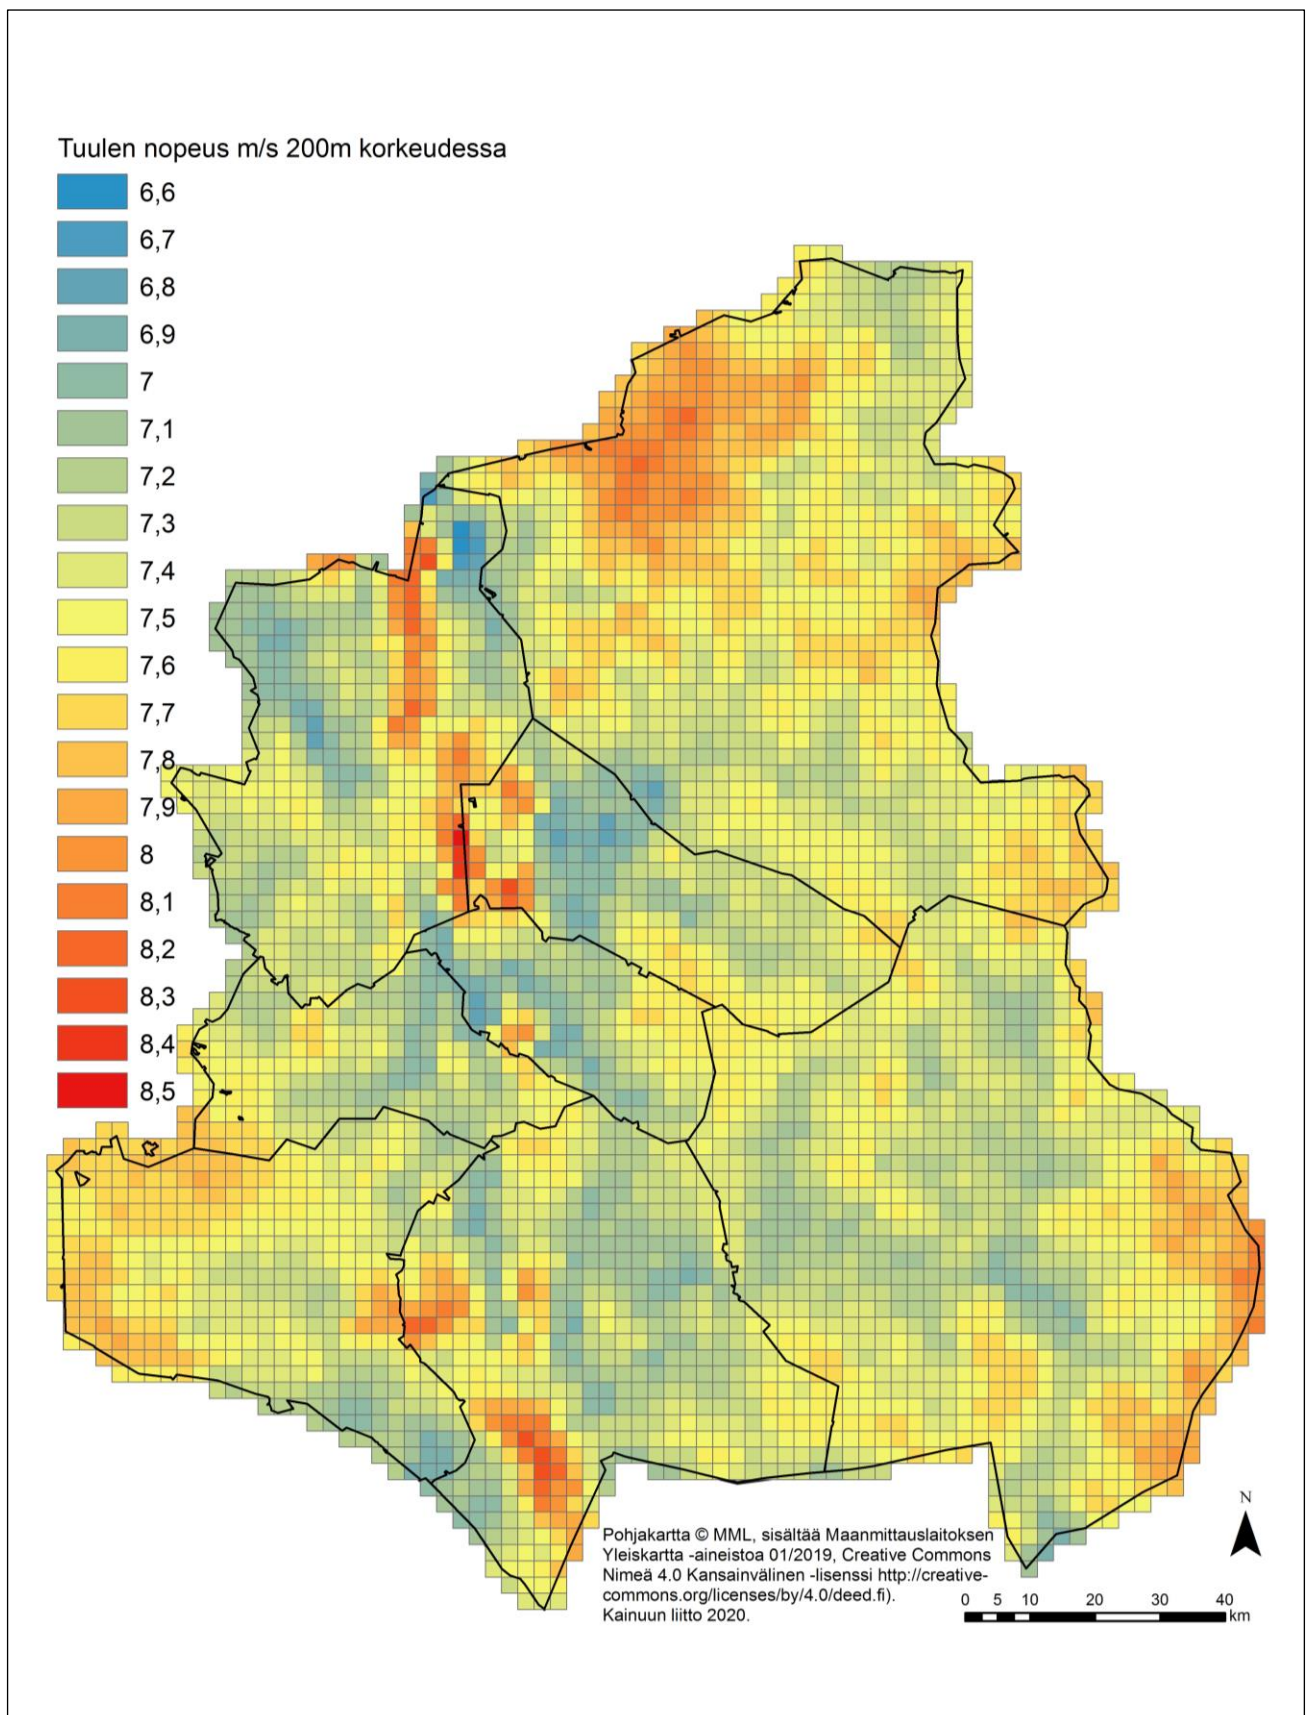 Tuulen nopeus m/s 200m korkeudessa
6,6
6,7
6,8
6,9
7
7,1
7,2
7,3
7,4
7,5
7,6
7,7
7,8
7,9
8
8,1
8,2
8,3
8,4
8,5
Pohjakartta © MML, sisältää Maanmittauslaitoksen
Yleiskartta -aineistoa 01/2019, Creative Commons
Nimeä 4.0 Kansainvälinen -lisenssi http://creative-
commons.org/licenses/by/4.0/deed.fi).
Kainuun liitto 2020.
N
0 5 10 20 30 40
km